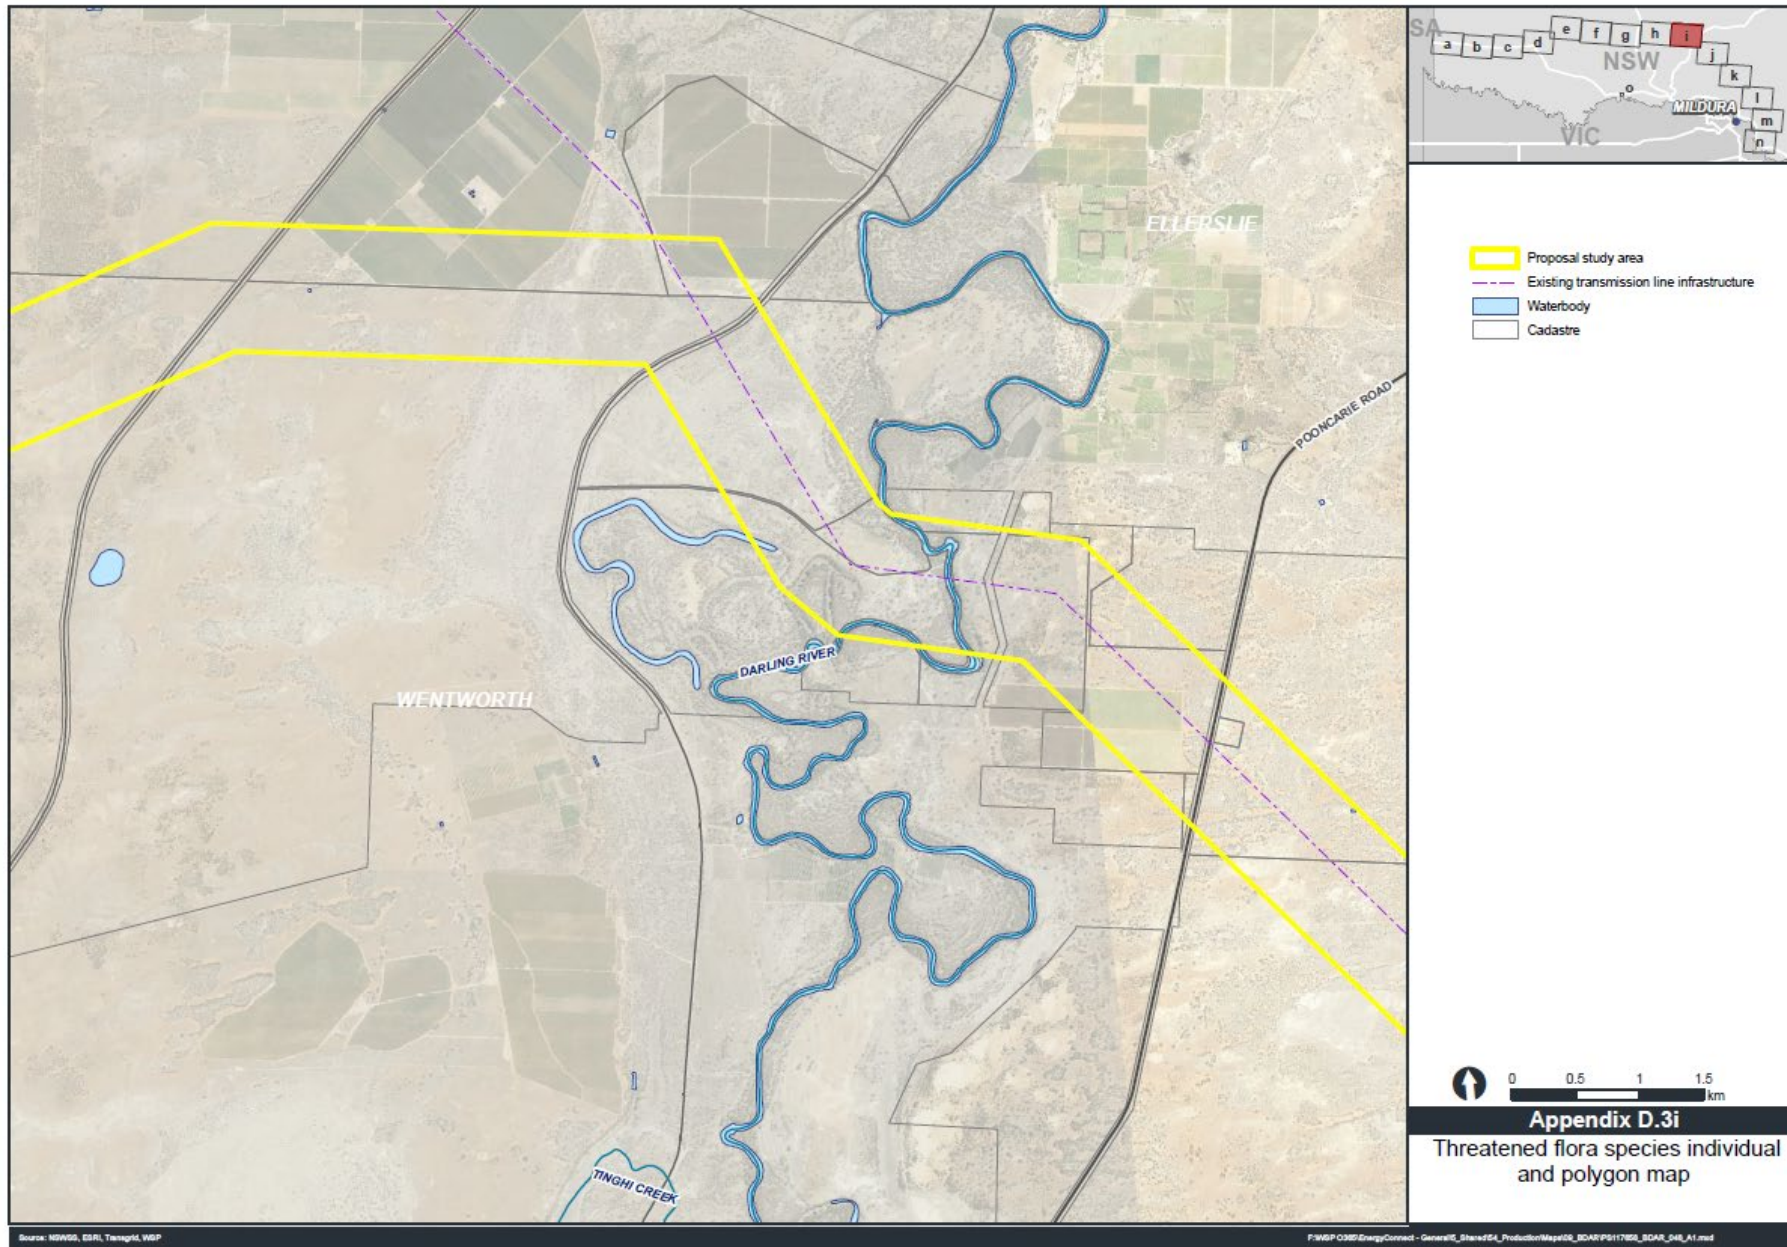 ELLERSLIE
POONCARIE ROAD
DARLING RIVER
WENTWORTH
TINGHI CREEK
SA
a
b
c
d
e
f
g
h
i
j
k
l
m
n
o
NSW
MILDURA
VIC
Proposal study area
Existing transmission line infrastructure
Waterbody
Cadastre
0 0.5 1 1.5
km
Appendix D.3i
Threatened flora species individual
and polygon map
Source: NSWSS, ESRI, Transgrid, WSP